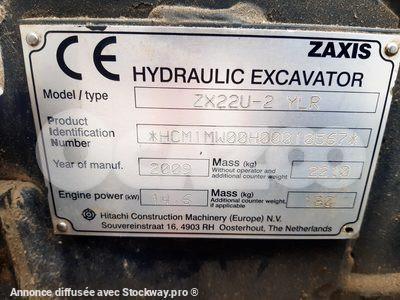 CE
ZAXIS
HYDRAULIC EXCAVATOR
Model / type ZX22U-2 YLR
Product
Identification
Number *HCM1MW00H00010567*
Year of manuf. 2009 Mass (kg)
Without operator and
additional counter weight
Engine power (kW) 14.6 Mass (kg)
Additional counter weight,
if applicable
Hitachi Construction Machinery (Europe) N.V.
Souvereinstraat 16, 4903 RH Oosterhout, The Netherlands
Annonce diffusée avec Stockway.pro ®